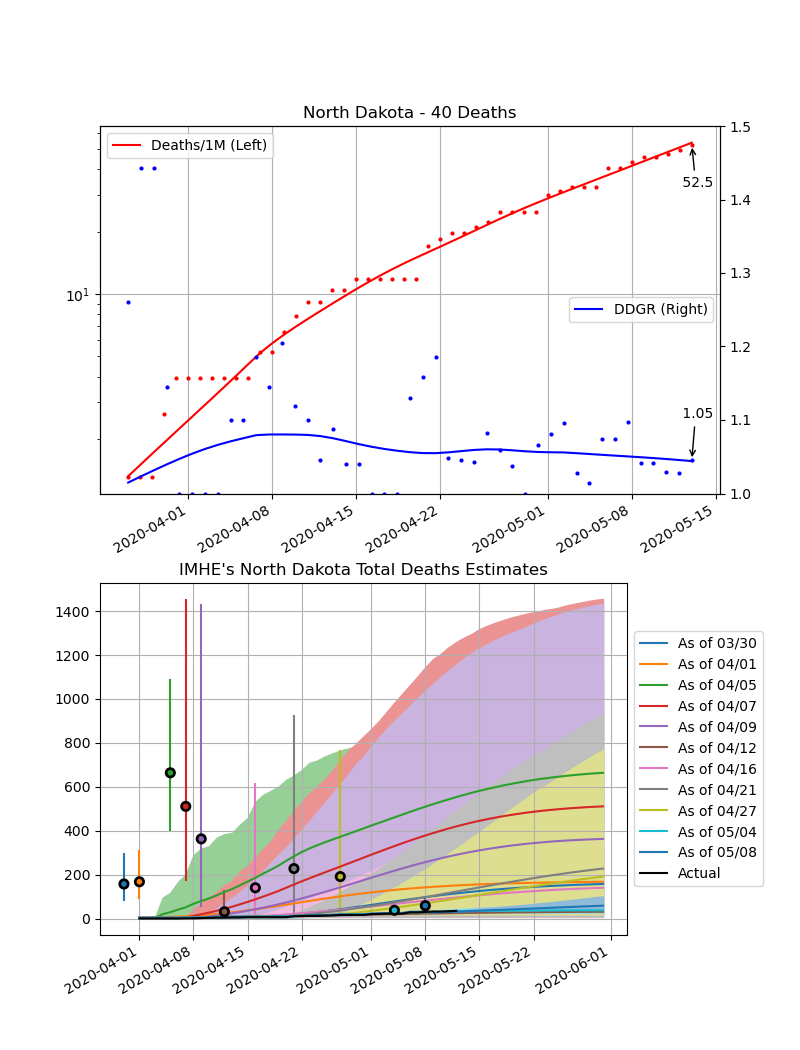 North Dakota - 40 Deaths
Deaths/1M (Left)
1.5
1.4
1.3
1.2
1.1
1.0
10¹
52.5
DDGR (Right)
1.05
2020-04-01
2020-04-08
2020-04-15
2020-04-22
2020-05-01
2020-05-08
2020-05-15
IMHE's North Dakota Total Deaths Estimates
1400
1200
1000
800
600
400
200
0
As of 03/30
As of 04/01
As of 04/05
As of 04/07
As of 04/09
As of 04/12
As of 04/16
As of 04/21
As of 04/27
As of 05/04
As of 05/08
Actual
2020-04-01
2020-04-08
2020-04-15
2020-04-22
2020-05-01
2020-05-08
2020-05-15
2020-05-22
2020-06-01